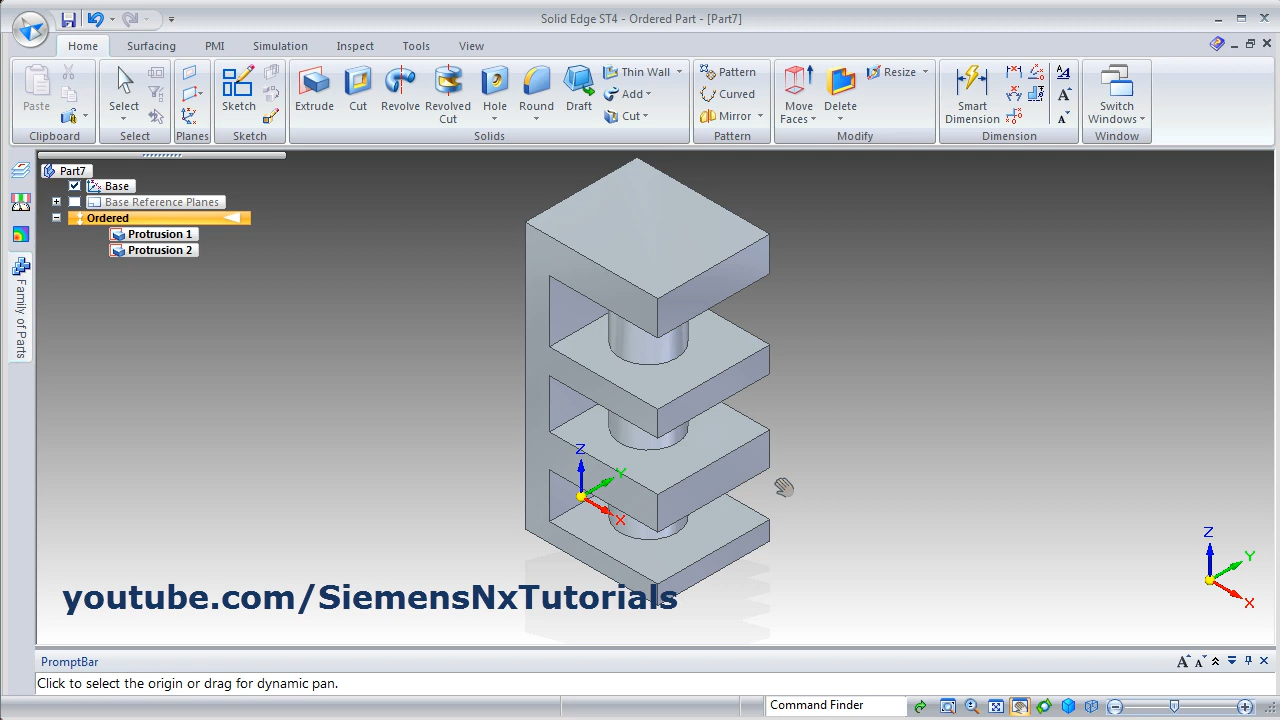 Solid Edge ST4 - Ordered Part - [Part7]
Home Surfacing PMI Simulation Inspect Tools View
Paste
Clipboard
Select
Select
Planes
Sketch
Sketch
Extrude Cut Revolve Revolved Cut Hole Round Draft
Thin Wall
Add
Cut
Solids
Pattern
Curved
Mirror
Pattern
Move Faces Delete
Resize
Modify
Smart Dimension
Dimension
Switch Windows
Window
Part7
Base
Base Reference Planes
Ordered
Protrusion 1
Protrusion 2
Family of Parts
Z
Y
X
Z
Y
X
youtube.com/SiemensNxTutorials
PromptBar
Click to select the origin or drag for dynamic pan.
Command Finder